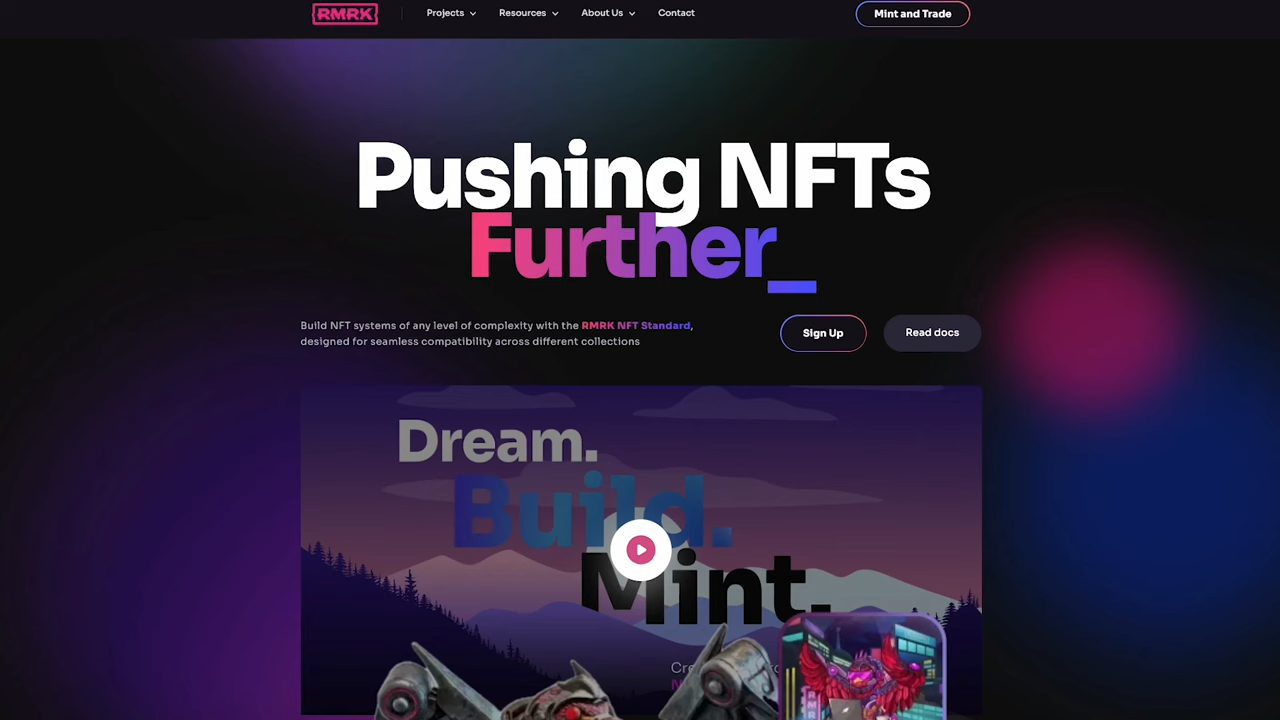 RMRK
Projects
Resources
About Us
Contact
Mint and Trade
Pushing NFTs
Further_
Build NFT systems of any level of complexity with the RMRK NFT Standard,
designed for seamless compatibility across different collections
Sign Up
Read docs
Dream.
Build.
Mint.